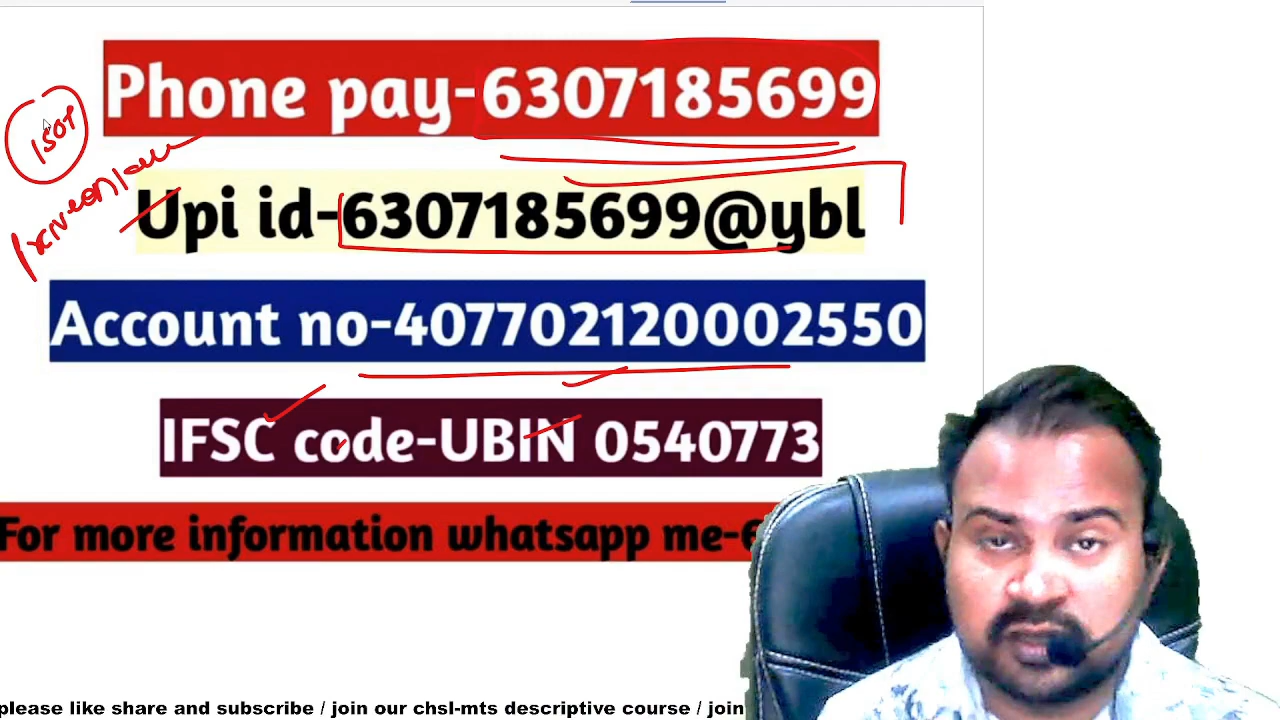 Phone pay-6307185699
Upi id-6307185699@ybl
Account no-407702120002550
IFSC code-UBIN 0540773
For more information whatsapp me-6
please like share and subscribe / join our chsl-mts descriptive course / join